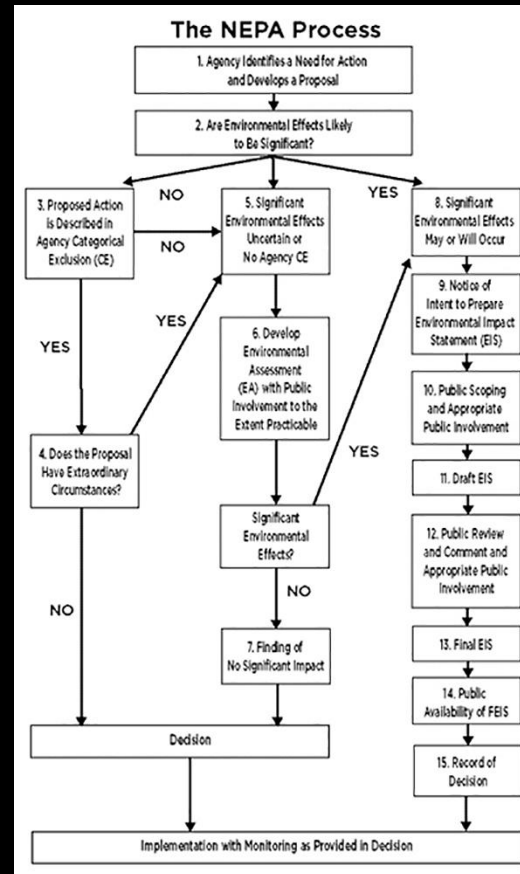 The NEPA Process
1. Agency Identifies a Need for Action
and Develops a Proposal
2. Are Environmental Effects Likely
to Be Significant?
NO
YES
3. Proposed Action
is Described in
Agency Categorical
Exclusion (CE)
NO
5. Significant
Environmental Effects
Uncertain or
No Agency CE
8. Significant
Environmental Effects
May or Will Occur
YES
YES
6. Develop
Environmental
Assessment
(EA) with Public
Involvement to the
Extent Practicable
9. Notice of
Intent to Prepare
Environmental Impact
Statement (EIS)
10. Public Scoping
and Appropriate
Public Involvement
4. Does the Proposal
Have Extraordinary
Circumstances?
YES
11. Draft EIS
Significant
Environmental
Effects?
12. Public Review
and Comment and
Appropriate Public
Involvement
NO
NO
7. Finding of
No Significant Impact
13. Final EIS
14. Public
Availability of FEIS
Decision
15. Record of
Decision
Implementation with Monitoring as Provided in Decision